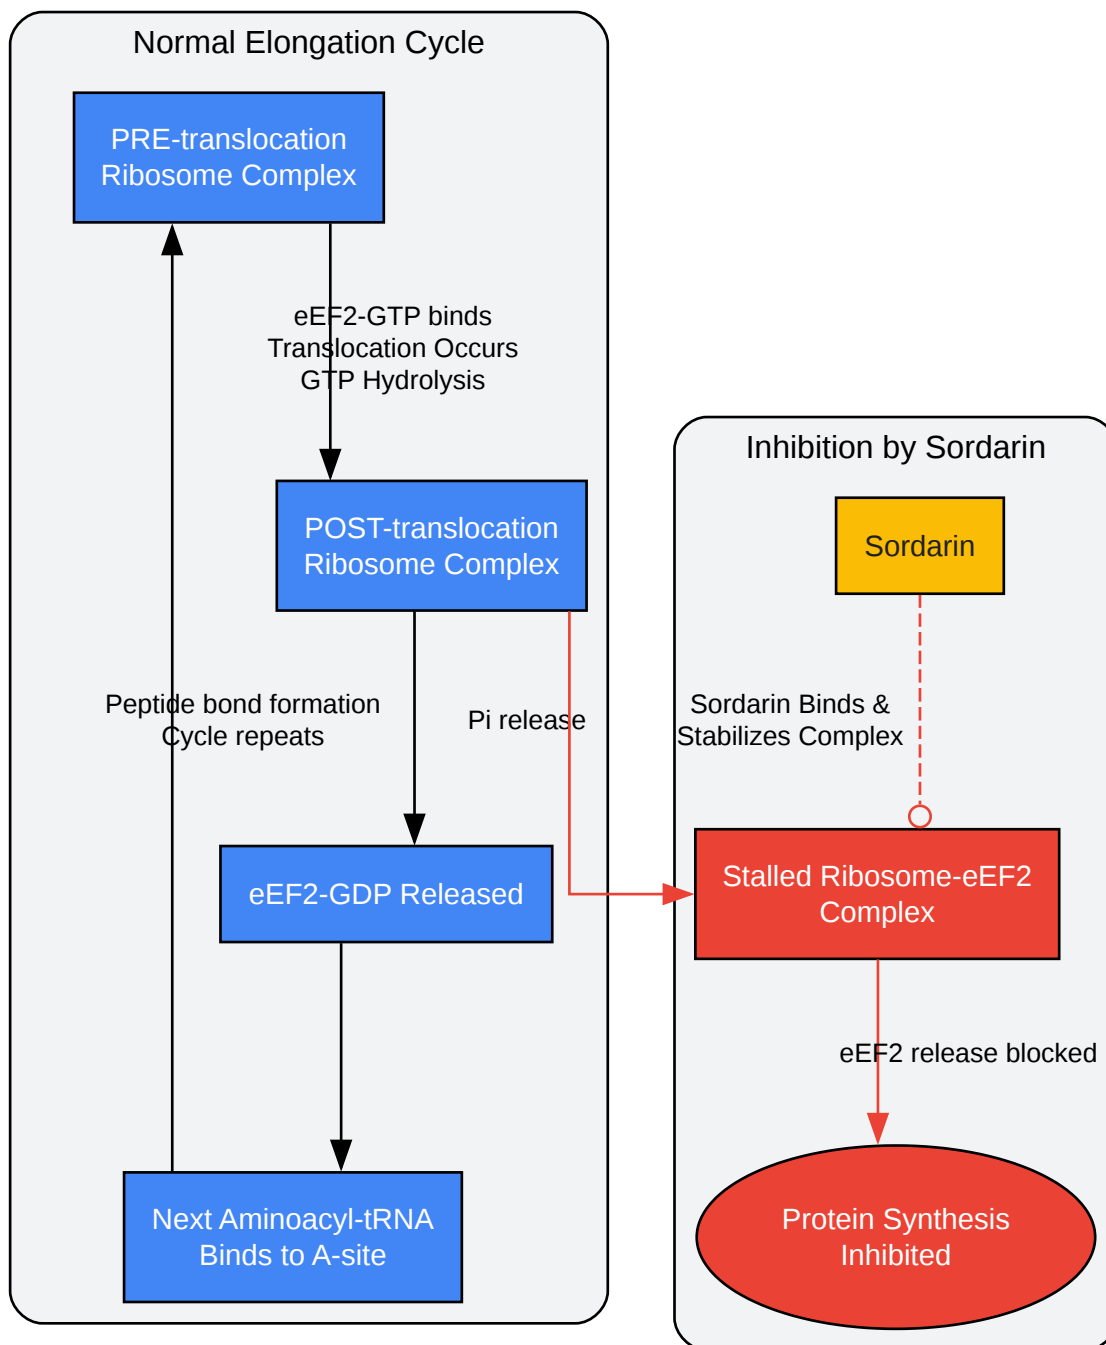 Normal Elongation Cycle
PRE-translocation
Ribosome Complex
eEF2-GTP binds
Translocation Occurs
GTP Hydrolysis
POST-translocation
Ribosome Complex
Peptide bond formation
Cycle repeats
Pi release
eEF2-GDP Released
Next Aminoacyl-tRNA
Binds to A-site
Inhibition by Sordarin
Sordarin
Sordarin Binds &
Stabilizes Complex
Stalled Ribosome-eEF2
Complex
eEF2 release blocked
Protein Synthesis
Inhibited